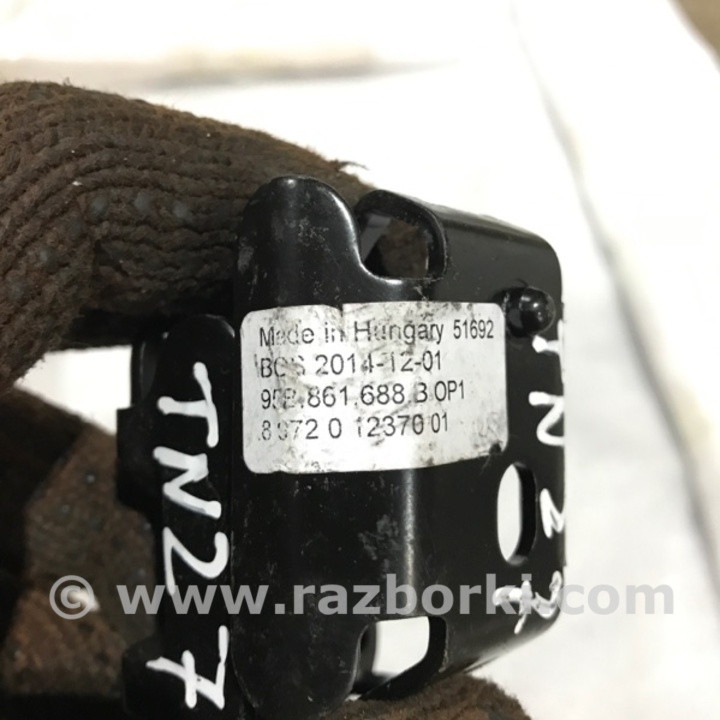 Made in Hungary 51692
BCS 2014-12-01
95B.861.688.B OP1
0 12370 01
TN27
TN27
© www.razborki.com